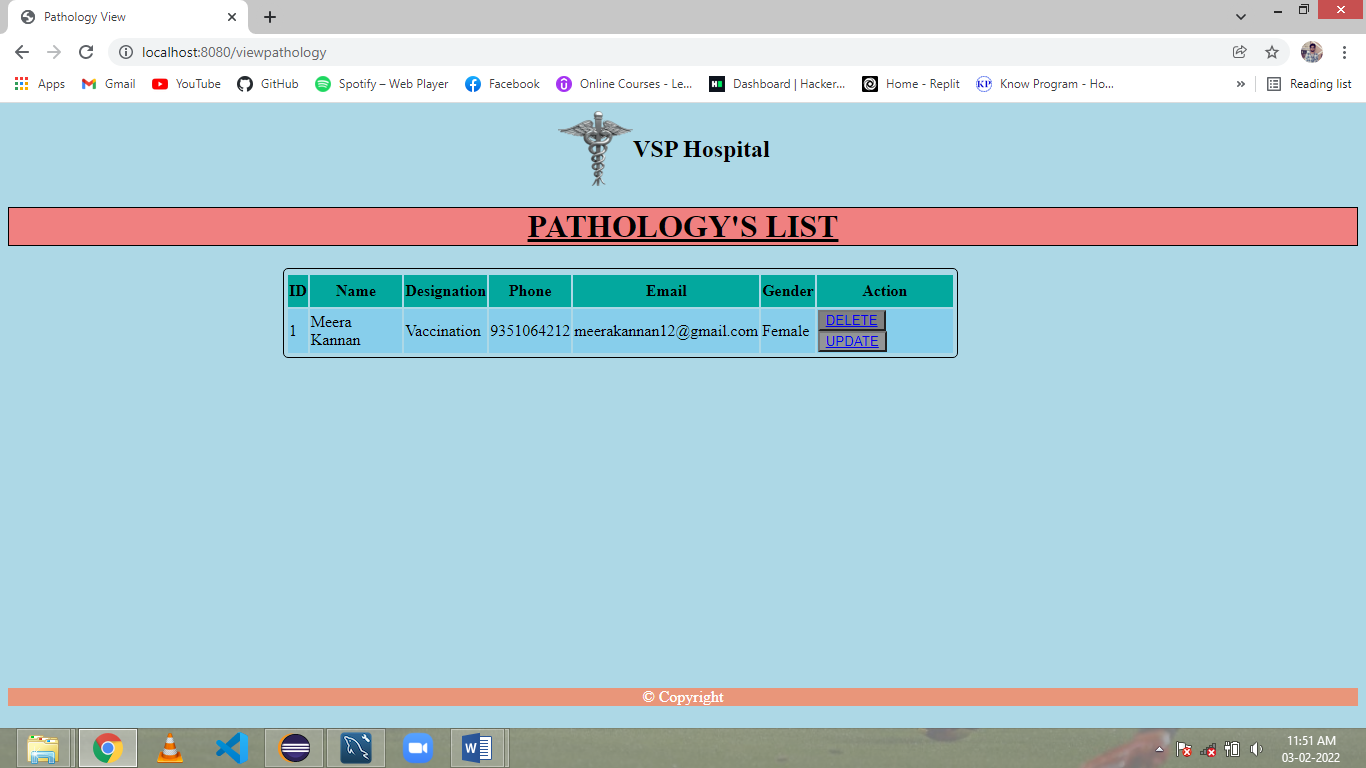 Pathology View
localhost:8080/viewpathology
Apps Gmail YouTube GitHub Spotify – Web Player Facebook Online Courses - Le... Dashboard | Hacker... Home - Replit KP Know Program - Ho... » Reading list
VSP Hospital
PATHOLOGY'S LIST
ID Name Designation Phone Email Gender Action
1 Meera Kannan Vaccination 9351064212 meerakannan12@gmail.com Female DELETE
UPDATE
© Copyright
11:51 AM
03-02-2022